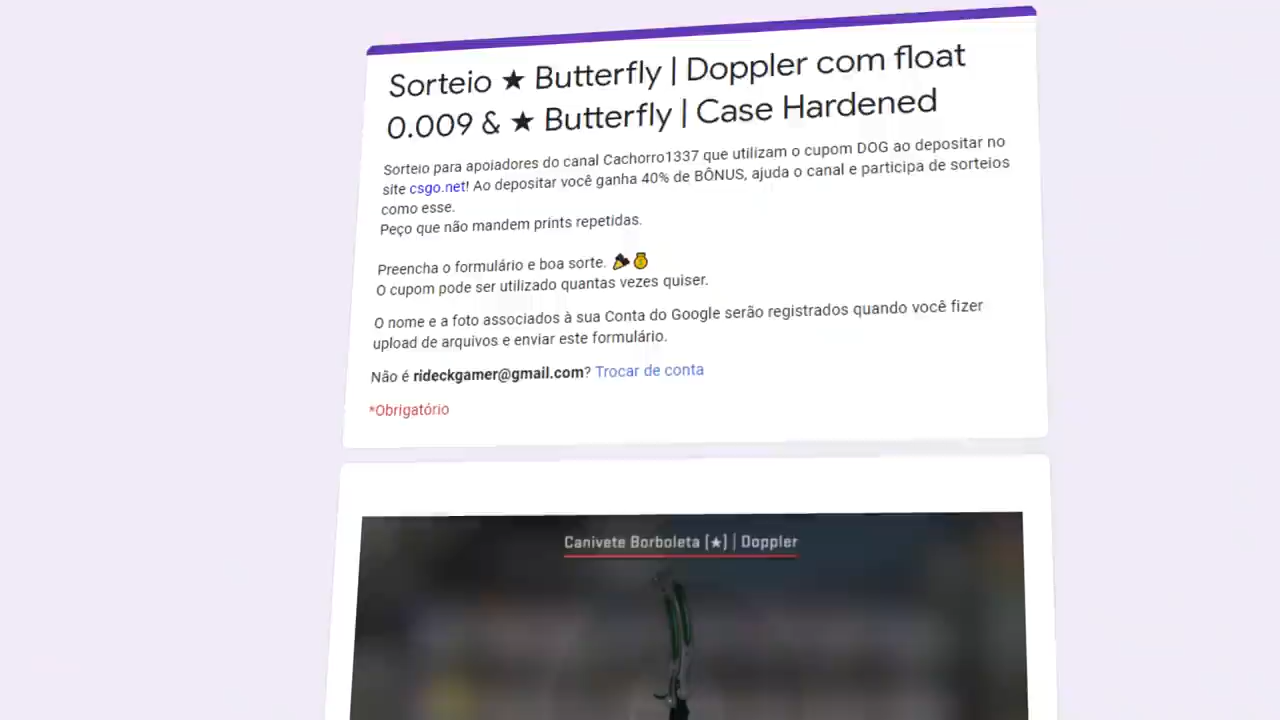 Sorteio ★ Butterfly | Doppler com float
0.009 & ★ Butterfly | Case Hardened
Sorteio para apoiadores do canal Cachorro1337 que utilizam o cupom DOG ao depositar no
site csgo.net! Ao depositar você ganha 40% de BÔNUS, ajuda o canal e participa de sorteios
como esse.
Peço que não mandem prints repetidas.
Preencha o formulário e boa sorte. 🎉💰
O cupom pode ser utilizado quantas vezes quiser.
O nome e a foto associados à sua Conta do Google serão registrados quando você fizer
upload de arquivos e enviar este formulário.
Não é rideckgamer@gmail.com? Trocar de conta
*Obrigatório
Canivete Borboleta (★) | Doppler